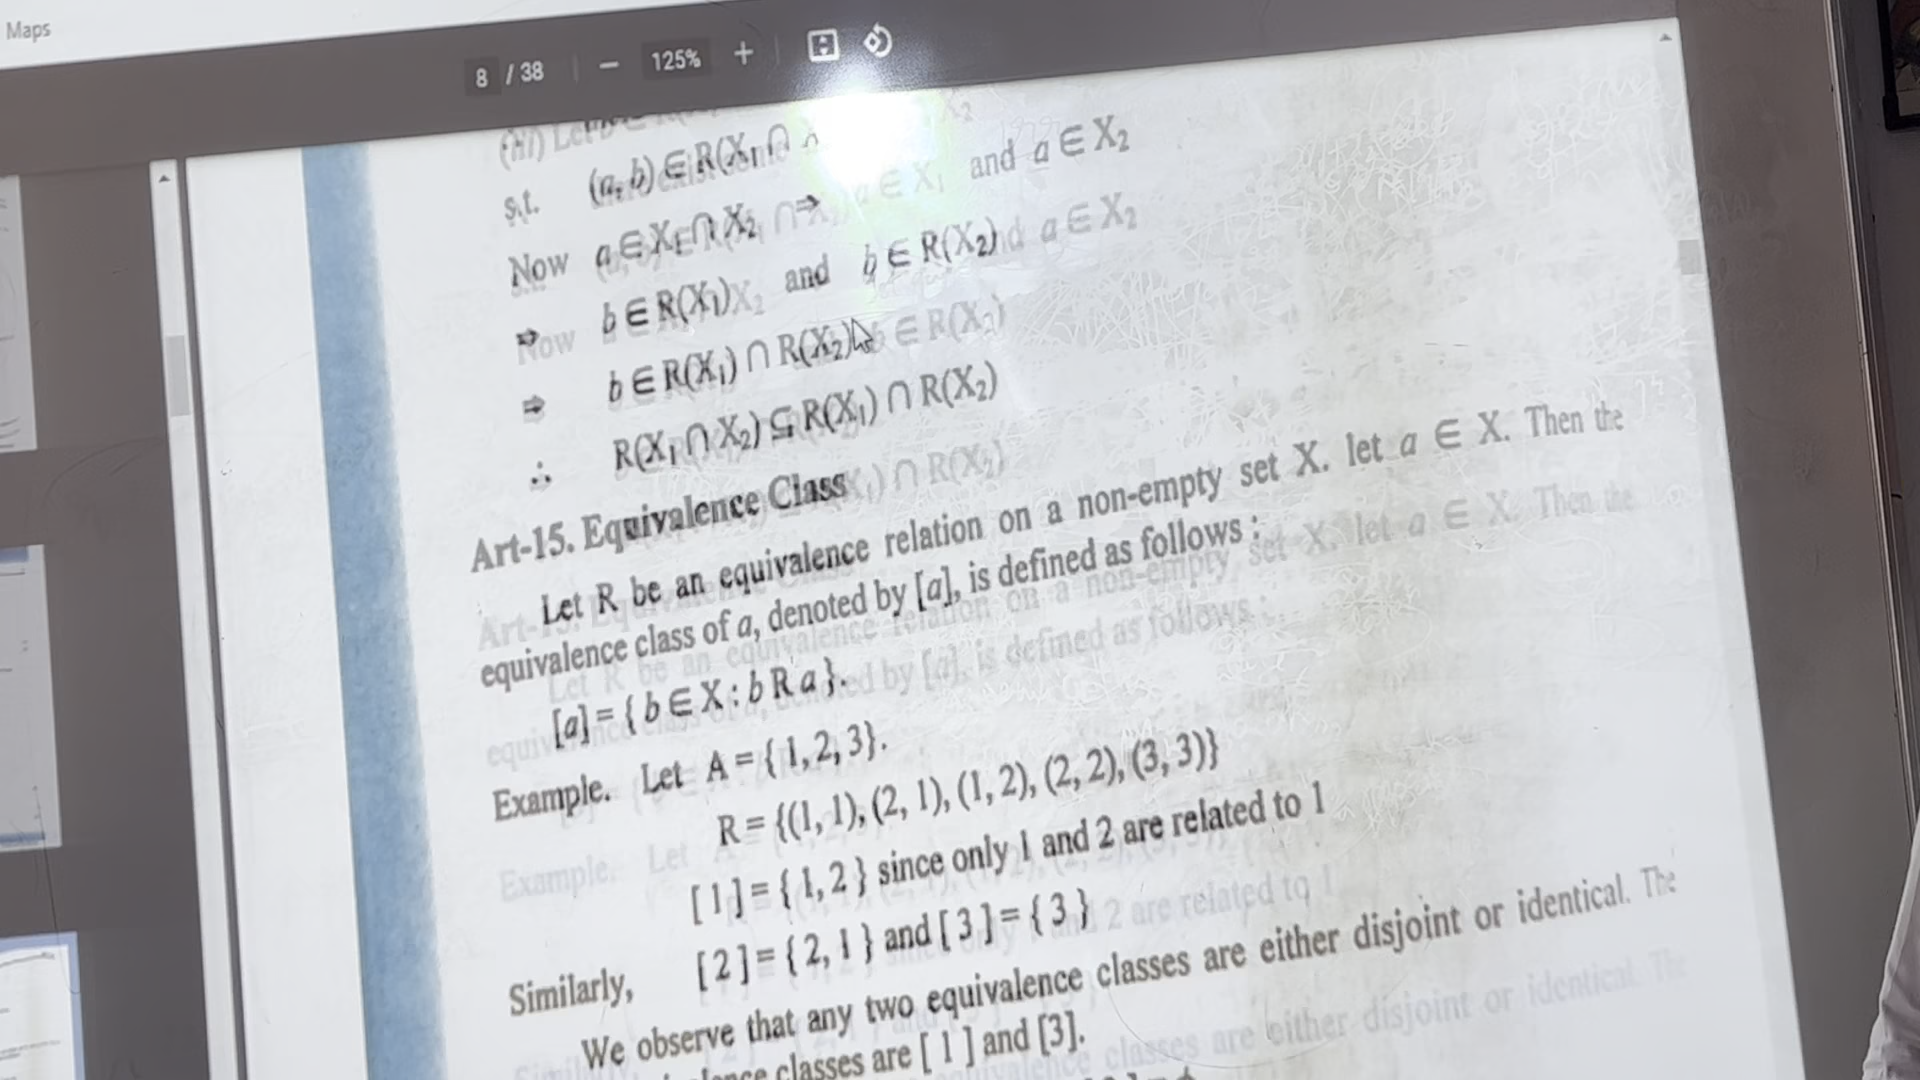 Maps
8 / 38 − 125% +
(iii) Let
s.t. (a, b) ∈ R(X₁ ∩
Now a ∈ X₁ ∩ X₂ ⇒ a ∈ X₁ and a ∈ X₂
⇒ b ∈ R(X₁) and b ∈ R(X₂)
⇒ b ∈ R(X₁) ∩ R(X₂)
∴ R(X₁ ∩ X₂) ⊆ R(X₁) ∩ R(X₂)
Art-15. Equivalence Class
Let R be an equivalence relation on a non-empty set X. let a ∈ X. Then the
equivalence class of a, denoted by [a], is defined as follows :
[a] = { b ∈ X : b R a }.
Example. Let A = { 1, 2, 3}.
R = {(1, 1), (2, 1), (1, 2), (2, 2), (3, 3)}
[ 1 ] = { 1, 2 } since only 1 and 2 are related to 1
Similarly, [ 2 ] = { 2, 1 } and [ 3 ] = { 3 }
We observe that any two equivalence classes are either disjoint or identical. The
classes are [ 1 ] and [3].